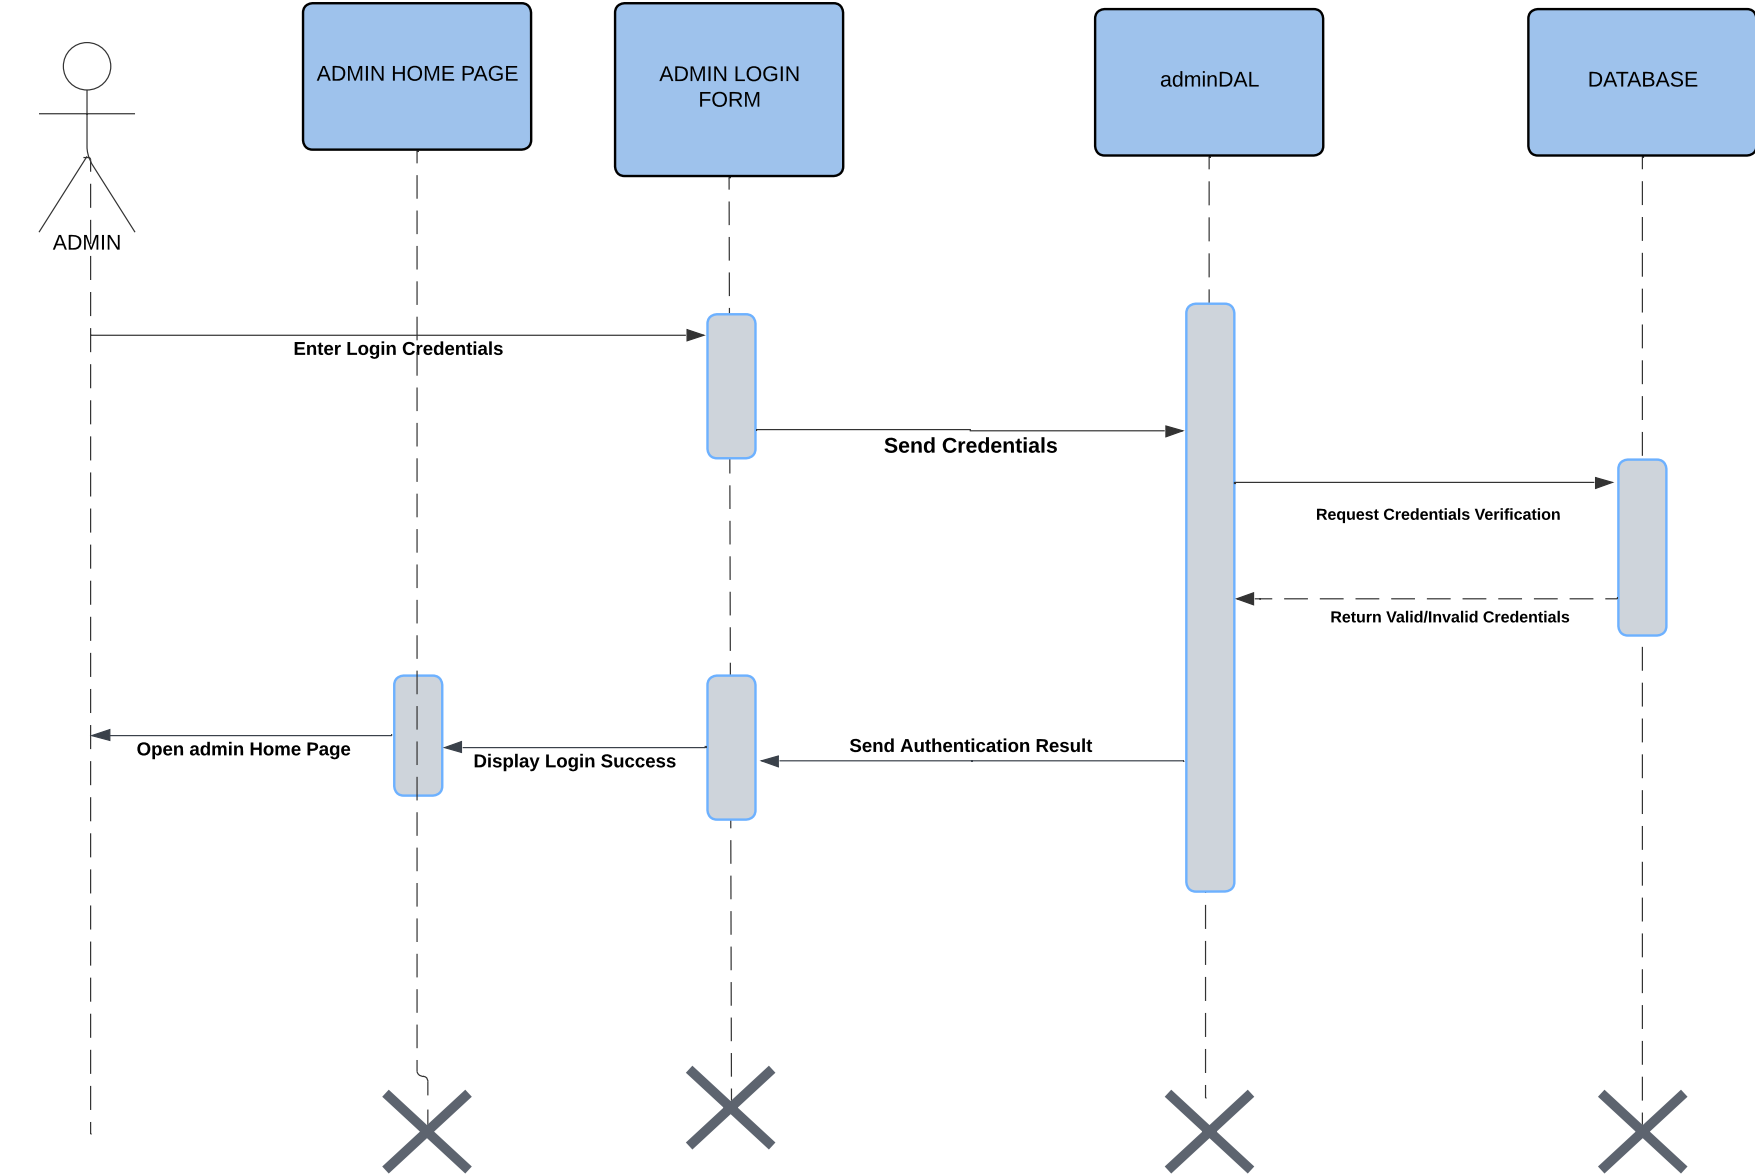 ADMIN HOME PAGE
ADMIN LOGIN
FORM
adminDAL
DATABASE
ADMIN
Enter Login Credentials
Send Credentials
Request Credentials Verification
Return Valid/Invalid Credentials
Send Authentication Result
Open admin Home Page
Display Login Success